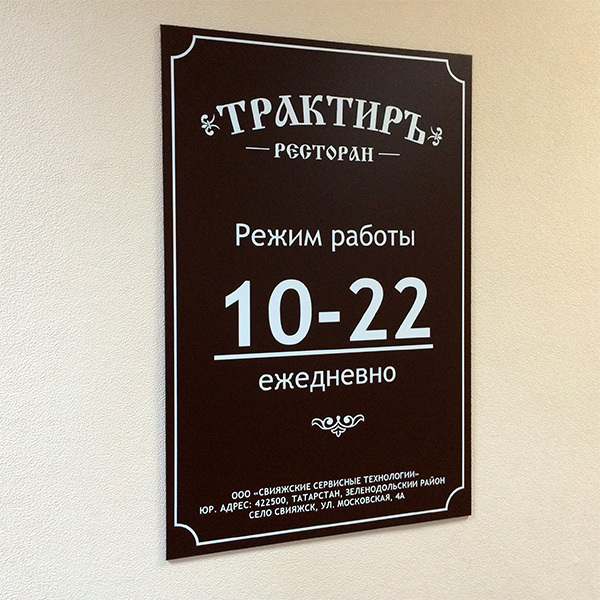 ТРАКТИРЪ
РЕСТОРАН
Режим работы
10-22
ежедневно
ООО «СВИЯЖСКИЕ СЕРВИСНЫЕ ТЕХНОЛОГИИ»
ЮР. АДРЕС: 422500, ТАТАРСТАН, ЗЕЛЕНОДОЛЬСКИЙ РАЙОН
СЕЛО СВИЯЖСК, УЛ. МОСКОВСКАЯ, 4А